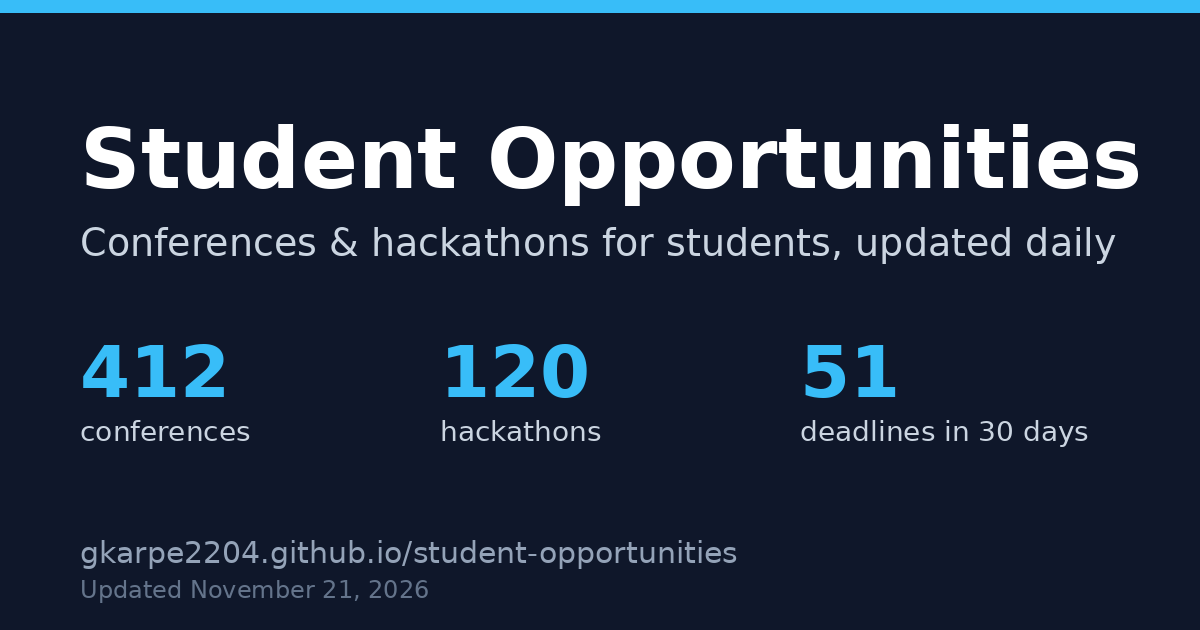 Student Opportunities
Conferences & hackathons for students, updated daily
412
conferences
120
hackathons
51
deadlines in 30 days
gkarpe2204.github.io/student-opportunities
Updated November 21, 2026